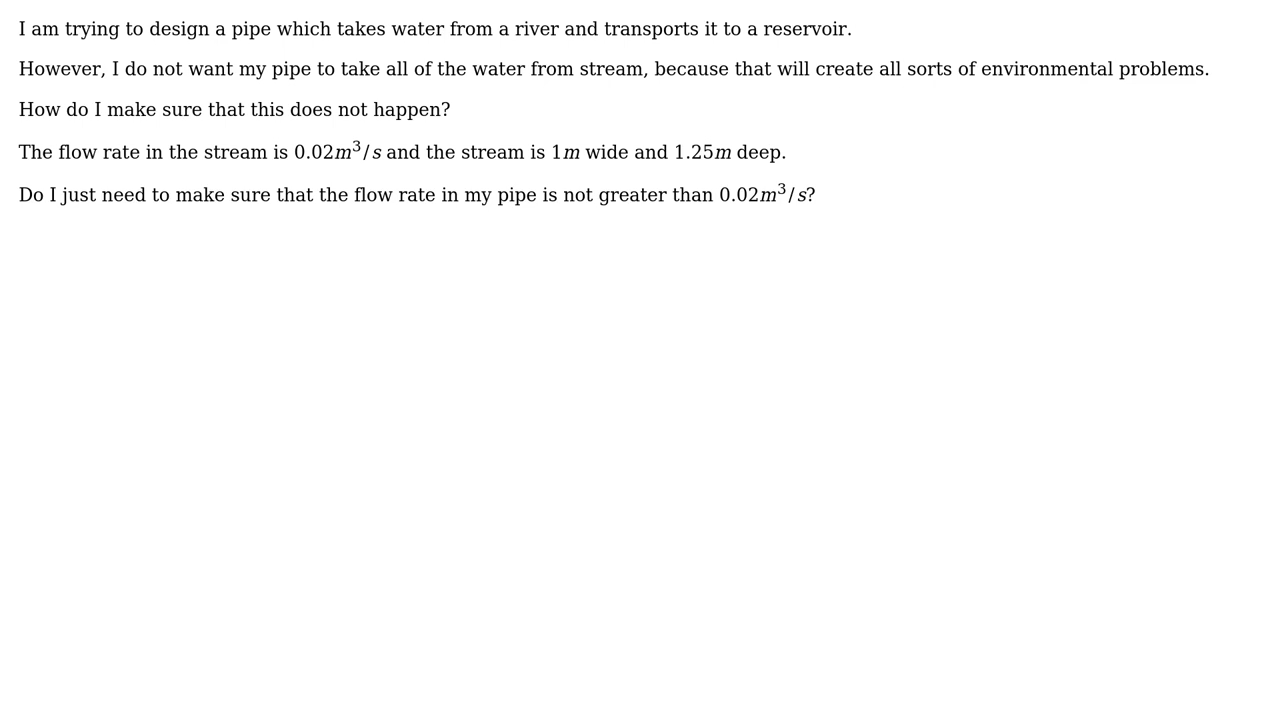 I am trying to design a pipe which takes water from a river and transports it to a reservoir.
However, I do not want my pipe to take all of the water from stream, because that will create all sorts of environmental problems.
How do I make sure that this does not happen?
The flow rate in the stream is 0.02m³/s and the stream is 1m wide and 1.25m deep.
Do I just need to make sure that the flow rate in my pipe is not greater than 0.02m³/s?